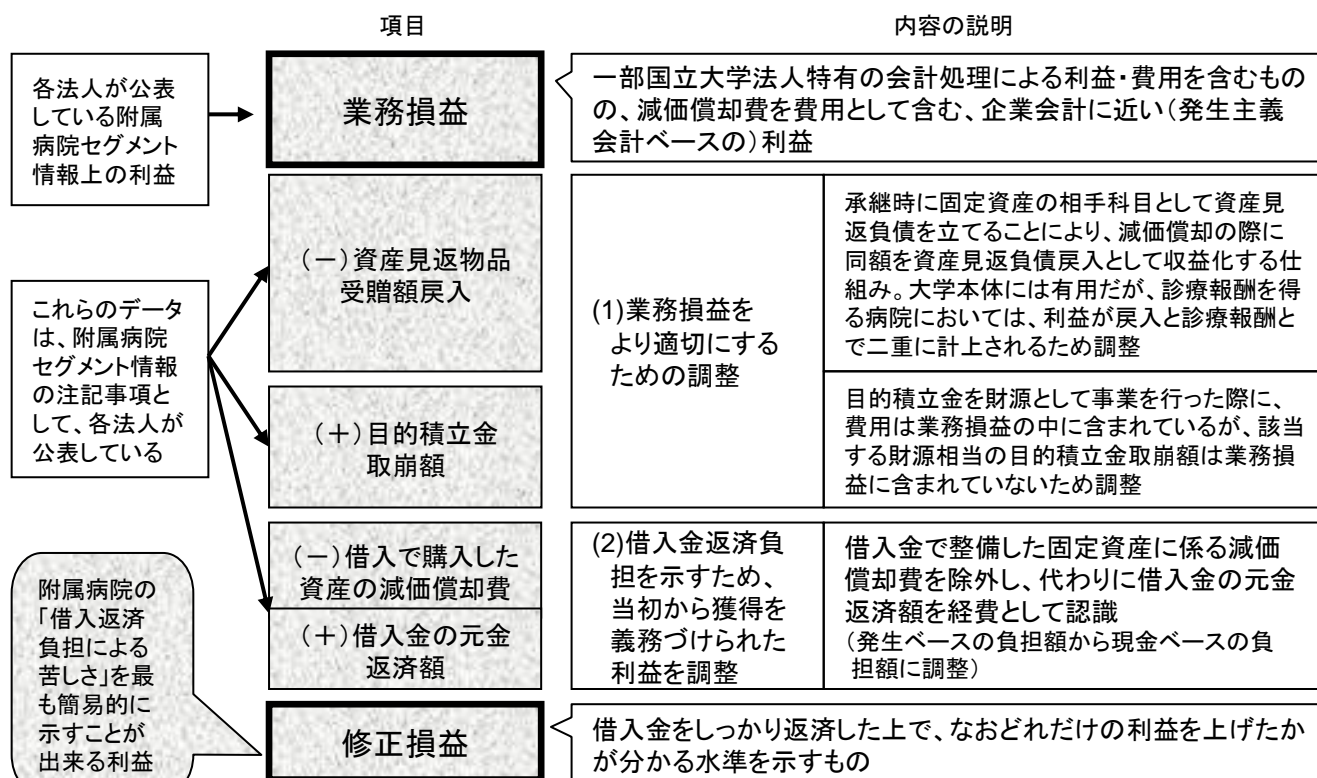 項目
内容の説明
各法人が公表
している附属
病院セグメント
情報上の利益
業務損益
一部国立大学法人特有の会計処理による利益・費用を含むもの
の、減価償却費を費用として含む、企業会計に近い（発生主義
会計ベースの）利益
これらのデータ
は、附属病院
セグメント情報
の注記事項と
して、各法人が
公表している
（－）資産見返物品
受贈額戻入
(1)業務損益を
より適切にする
ための調整
承継時に固定資産の相手科目として資産見
返負債を立てることにより、減価償却の際に
同額を資産見返負債戻入として収益化する仕
組み。大学本体には有用だが、診療報酬を得
る病院においては、利益が戻入と診療報酬と
で二重に計上されるため調整
（＋）目的積立金
取崩額
目的積立金を財源として事業を行った際に、
費用は業務損益の中に含まれているが、該当
する財源相当の目的積立金取崩額は業務損
益に含まれていないため調整
（－）借入で購入した
資産の減価償却費
（＋）借入金の元金
返済額
(2)借入金返済負
担を示すため、
当初から獲得を
義務づけられた
利益を調整
借入金で整備した固定資産に係る減価
償却費を除外し、代わりに借入金の元金
返済額を経費として認識
（発生ベースの負担額から現金ベースの負
担額に調整）
附属病院の
「借入返済
負担による
苦しさ」を最
も簡易的に
示すことが
出来る利益
修正損益
借入金をしっかり返済した上で、なおどれだけの利益を上げたか
が分かる水準を示すもの